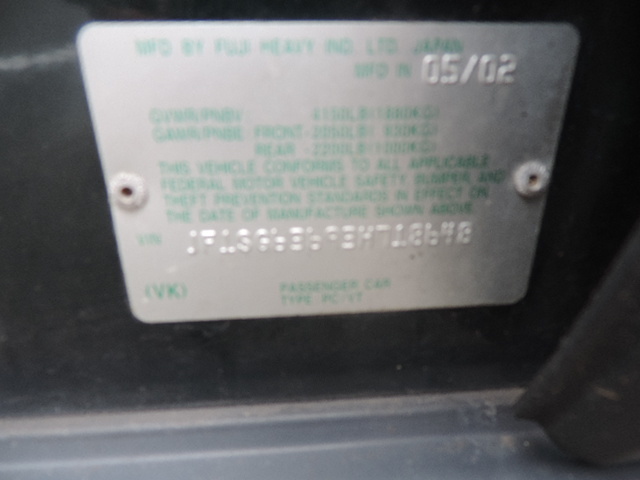 MFD BY FUJI HEAVY IND. LTD. JAPAN
MFD IN 05/02
GVWR/PNBV 4150LB(1880KG)
GAWR/PNBE FRONT-2050LB( 930KG)
REAR -2200LB(1000KG)
THIS VEHICLE CONFORMS TO ALL APPLICABLE
FEDERAL MOTOR VEHICLE SAFETY, BUMPER, AND
THEFT PREVENTION STANDARDS IN EFFECT ON
THE DATE OF MANUFACTURE SHOWN ABOVE
VIN
(VK) PASSENGER CAR
TYPE PC/VT